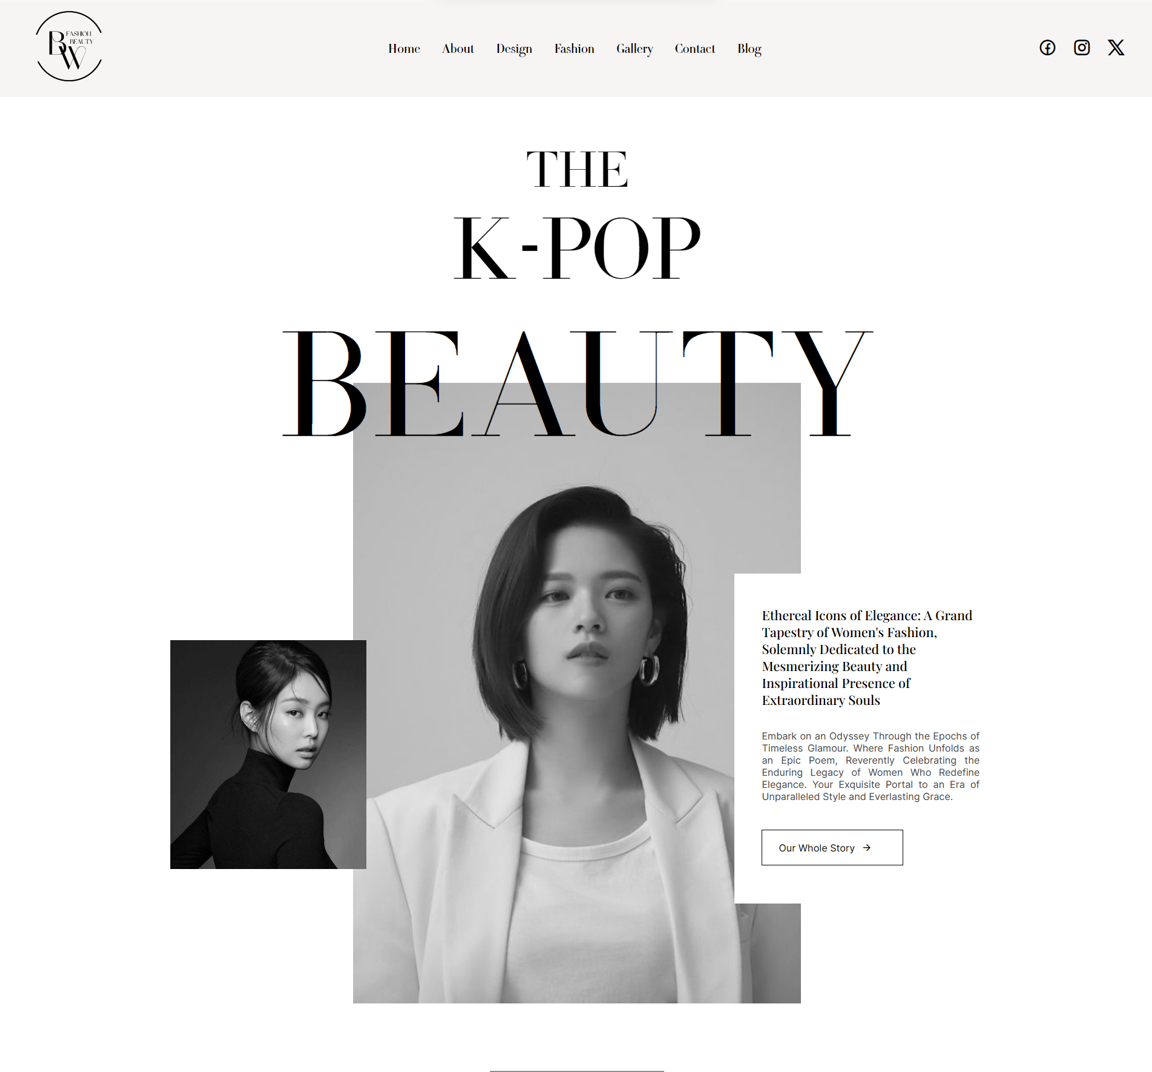 FASHION
BEAUTY
BW
Home About Design Fashion Gallery Contact Blog
THE
K-POP
BEAUTY
Ethereal Icons of Elegance: A Grand
Tapestry of Women's Fashion,
Solemnly Dedicated to the
Mesmerizing Beauty and
Inspirational Presence of
Extraordinary Souls
Embark on an Odyssey Through the Epochs of
Timeless Glamour. Where Fashion Unfolds as
an Epic Poem, Reverently Celebrating the
Enduring Legacy of Women Who Redefine
Elegance. Your Exquisite Portal to an Era of
Unparalleled Style and Everlasting Grace.
Our Whole Story →